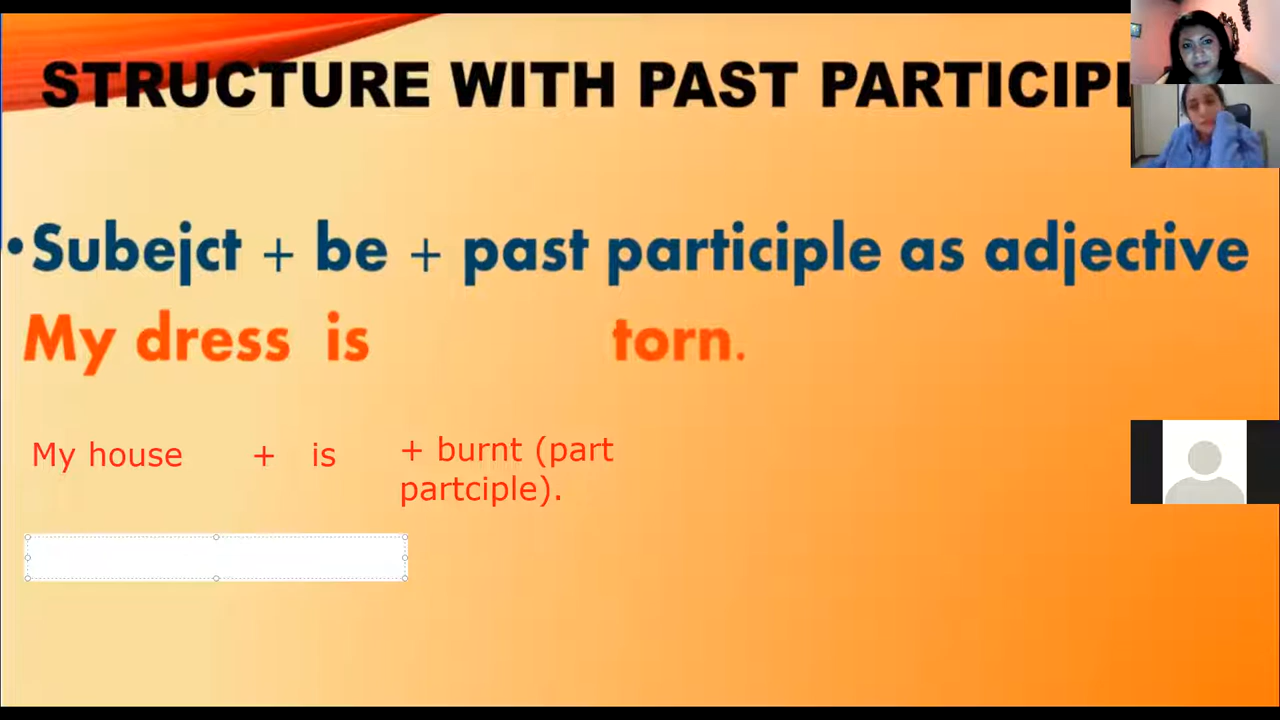 STRUCTURE WITH PAST
• Subejct + be + past participle as adjective
My dress is torn.
My house + is + burnt (part
partciple).